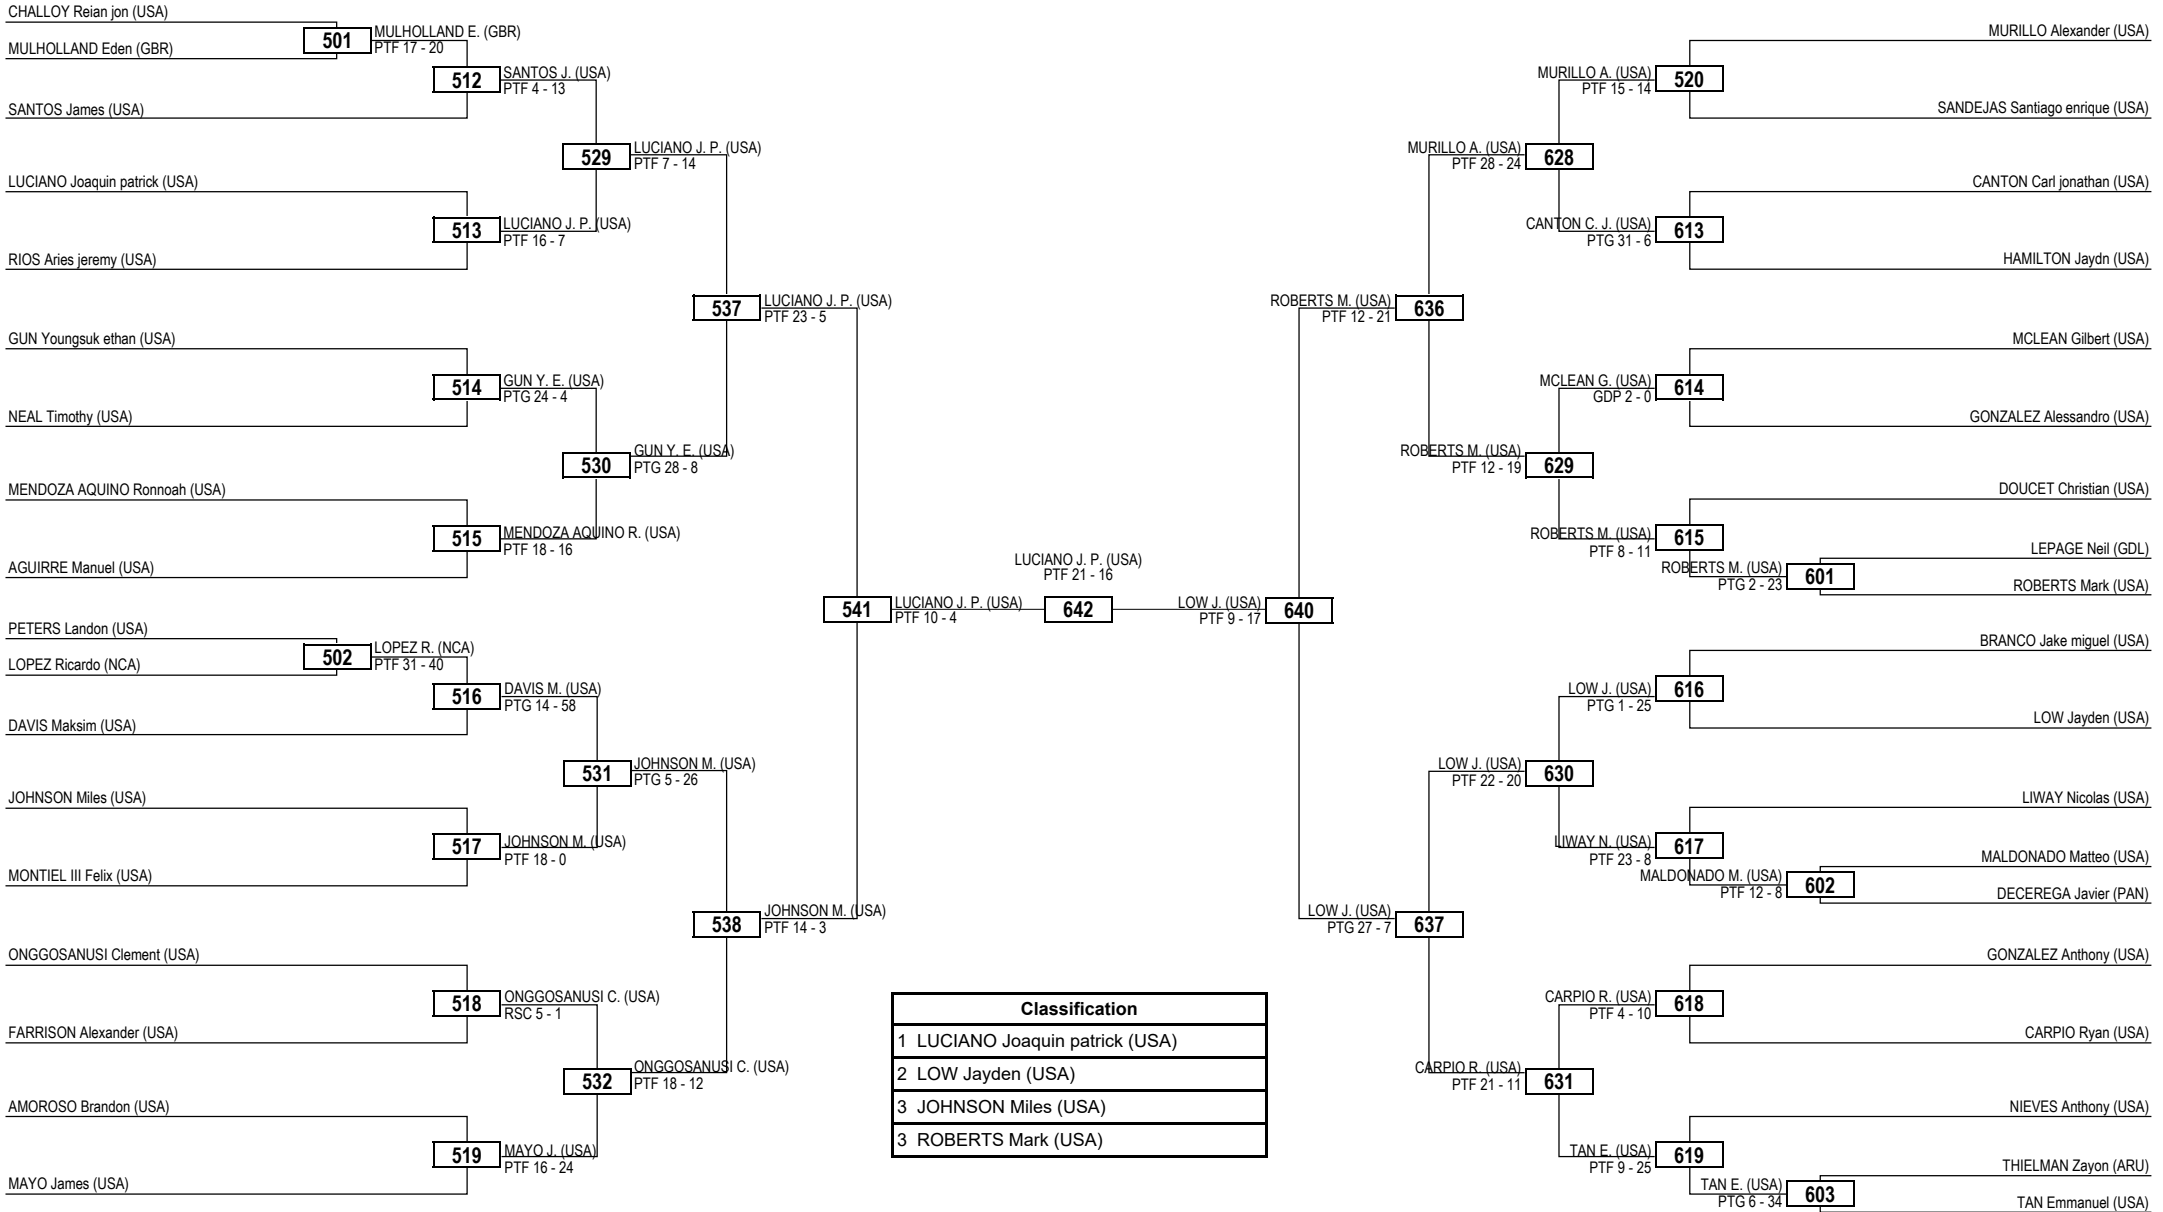 CHALLOY Reian jon (USA)
MULHOLLAND Eden (GBR)
501
MULHOLLAND E. (GBR)
PTF 17 - 20
SANTOS James (USA)
512
SANTOS J. (USA)
PTF 4 - 13
LUCIANO Joaquin patrick (USA)
RIOS Aries jeremy (USA)
513
LUCIANO J. P. (USA)
PTF 16 - 7
529
LUCIANO J. P. (USA)
PTF 7 - 14
GUN Youngsuk ethan (USA)
NEAL Timothy (USA)
514
GUN Y. E. (USA)
PTG 24 - 4
MENDOZA AQUINO Ronnoah (USA)
AGUIRRE Manuel (USA)
515
MENDOZA AQUINO R. (USA)
PTF 18 - 16
530
GUN Y. E. (USA)
PTG 28 - 8
537
LUCIANO J. P. (USA)
PTF 23 - 5
PETERS Landon (USA)
LOPEZ Ricardo (NCA)
502
LOPEZ R. (NCA)
PTF 31 - 40
DAVIS Maksim (USA)
516
DAVIS M. (USA)
PTG 14 - 58
JOHNSON Miles (USA)
MONTIEL III Felix (USA)
517
JOHNSON M. (USA)
PTF 18 - 0
531
JOHNSON M. (USA)
PTG 5 - 26
ONGGOSANUSI Clement (USA)
FARRISON Alexander (USA)
518
ONGGOSANUSI C. (USA)
RSC 5 - 1
AMOROSO Brandon (USA)
MAYO James (USA)
519
MAYO J. (USA)
PTF 16 - 24
532
ONGGOSANUSI C. (USA)
PTF 18 - 12
538
JOHNSON M. (USA)
PTF 14 - 3
541
LUCIANO J. P. (USA)
PTF 10 - 4
LUCIANO J. P. (USA)
PTF 21 - 16
642
LOW J. (USA)
PTF 9 - 17
640
ROBERTS M. (USA)
PTF 12 - 21
636
MURILLO A. (USA)
PTF 28 - 24
628
MURILLO A. (USA)
PTF 15 - 14
520
MURILLO Alexander (USA)
SANDEJAS Santiago enrique (USA)
CANTON C. J. (USA)
PTG 31 - 6
613
CANTON Carl jonathan (USA)
HAMILTON Jaydn (USA)
ROBERTS M. (USA)
PTF 12 - 19
629
MCLEAN G. (USA)
GDP 2 - 0
614
MCLEAN Gilbert (USA)
GONZALEZ Alessandro (USA)
ROBERTS M. (USA)
PTF 8 - 11
615
DOUCET Christian (USA)
ROBERTS M. (USA)
PTG 2 - 23
601
LEPAGE Neil (GDL)
ROBERTS Mark (USA)
LOW J. (USA)
PTG 27 - 7
637
LOW J. (USA)
PTF 22 - 20
630
LOW J. (USA)
PTG 1 - 25
616
BRANCO Jake miguel (USA)
LOW Jayden (USA)
LIWAY N. (USA)
PTF 23 - 8
617
LIWAY Nicolas (USA)
MALDONADO M. (USA)
PTF 12 - 8
602
MALDONADO Matteo (USA)
DECEREGA Javier (PAN)
CARPIO R. (USA)
PTF 21 - 11
631
CARPIO R. (USA)
PTF 4 - 10
618
GONZALEZ Anthony (USA)
CARPIO Ryan (USA)
TAN E. (USA)
PTF 9 - 25
619
NIEVES Anthony (USA)
TAN E. (USA)
PTG 6 - 34
603
THIELMAN Zayon (ARU)
TAN Emmanuel (USA)
Classification
1 LUCIANO Joaquin patrick (USA)
2 LOW Jayden (USA)
3 JOHNSON Miles (USA)
3 ROBERTS Mark (USA)